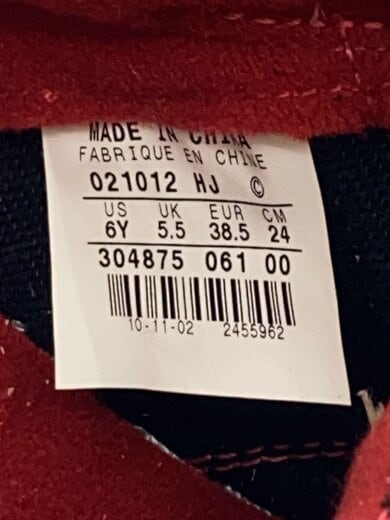 MADE IN CHINA
FABRIQUE EN CHINE
021012 HJ ©
US UK EUR CM
6Y 5.5 38.5 24
304875 061 00
10-11-02 2455962